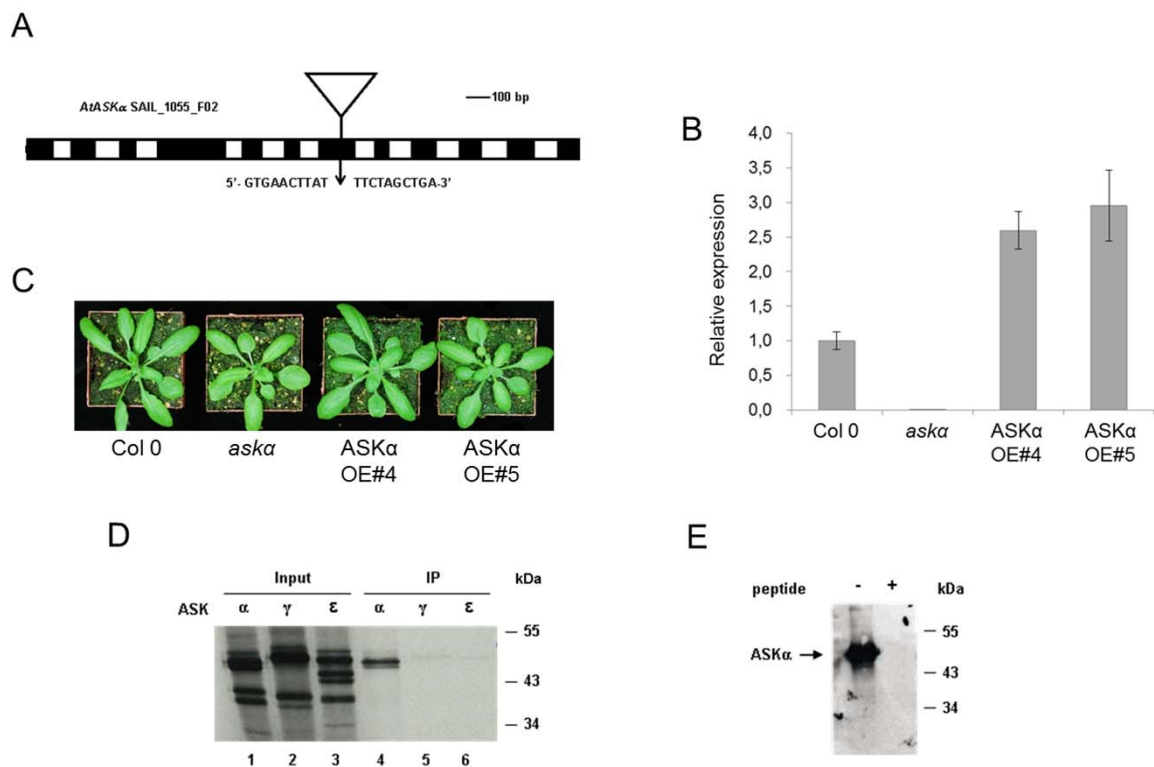 A
AtASKα SAIL_1055_F02
100 bp
5'- GTGAACTTAT TTCTAGCTGA-3'
B
Relative expression
4,0
3,5
3,0
2,5
2,0
1,5
1,0
0,5
0,0
Col 0 askα ASKα ASKα
OE#4 OE#5
C
Col 0 askα ASKα ASKα
OE#4 OE#5
D
Input IP kDa
ASK α γ ε α γ ε
55
43
34
1 2 3 4 5 6
E
peptide - + kDa
ASKα
55
43
34